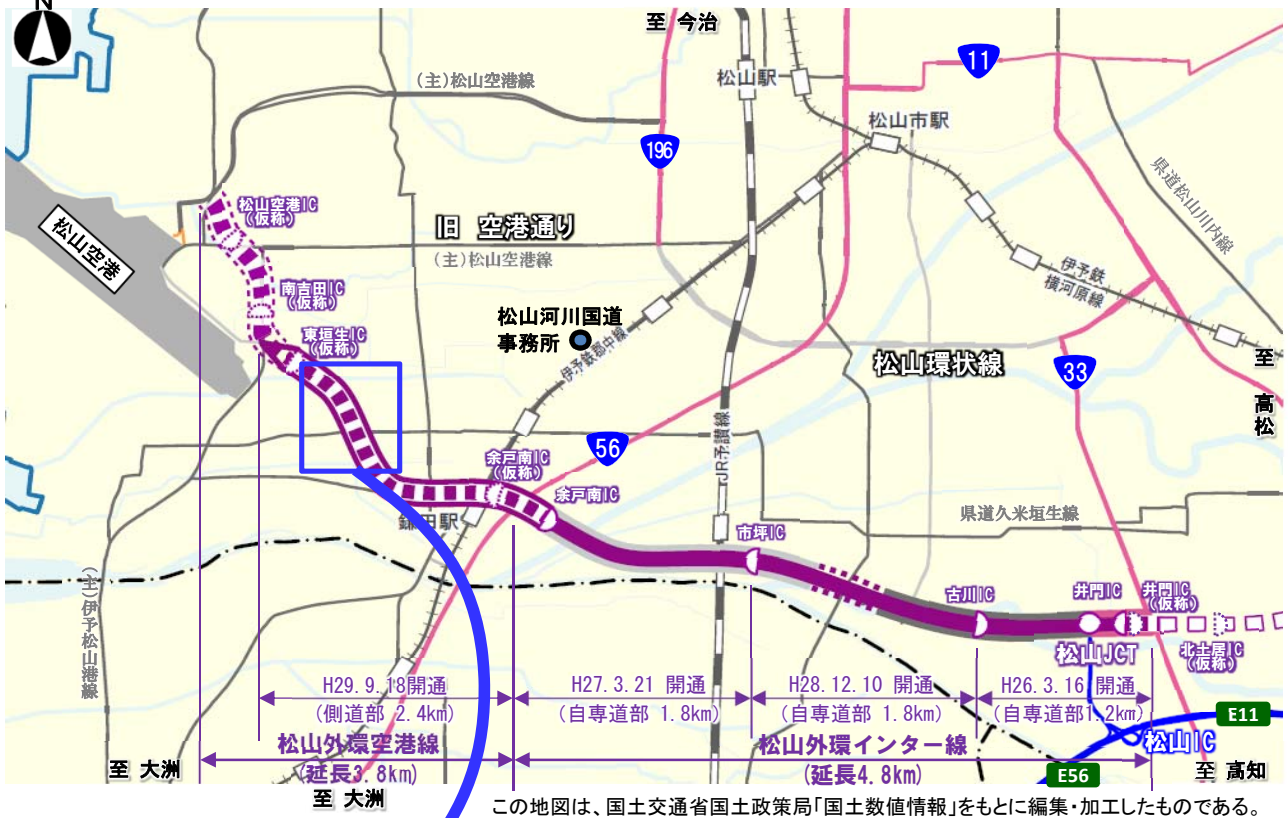 N
至 今治
11
(主)松山空港線
松山駅
松山市駅
196
県道松山川内線
松山空港IC
(仮称)
旧 空港通り
(主)松山空港線
松山空港
伊予鉄
横河原線
南吉田IC
(仮称)
松山河川国道
事務所
東垣生IC
(仮称)
伊予鉄郡中線
松山環状線
33
至
高
松
56
JR予讃線
余戸南IC
(仮称)
余戸南IC
鎌田駅
県道久米垣生線
市坪IC
(主)伊予松山港線
古川IC
井門IC
井門IC
(仮称)
松山JCT
北土居IC
(仮称)
H29.9.18開通
(側道部 2.4km)
H27.3.21 開通
(自専道部 1.8km)
H28.12.10 開通
(自専道部 1.8km)
H26.3.16 開通
(自専道部1.2km)
E11
松山外環空港線
(延長3.8km)
松山外環インター線
(延長4.8km)
松山IC
E56
至 高知
至 大洲
至 大洲
この地図は、国土交通省国土政策局「国土数値情報」をもとに編集・加工したものである。